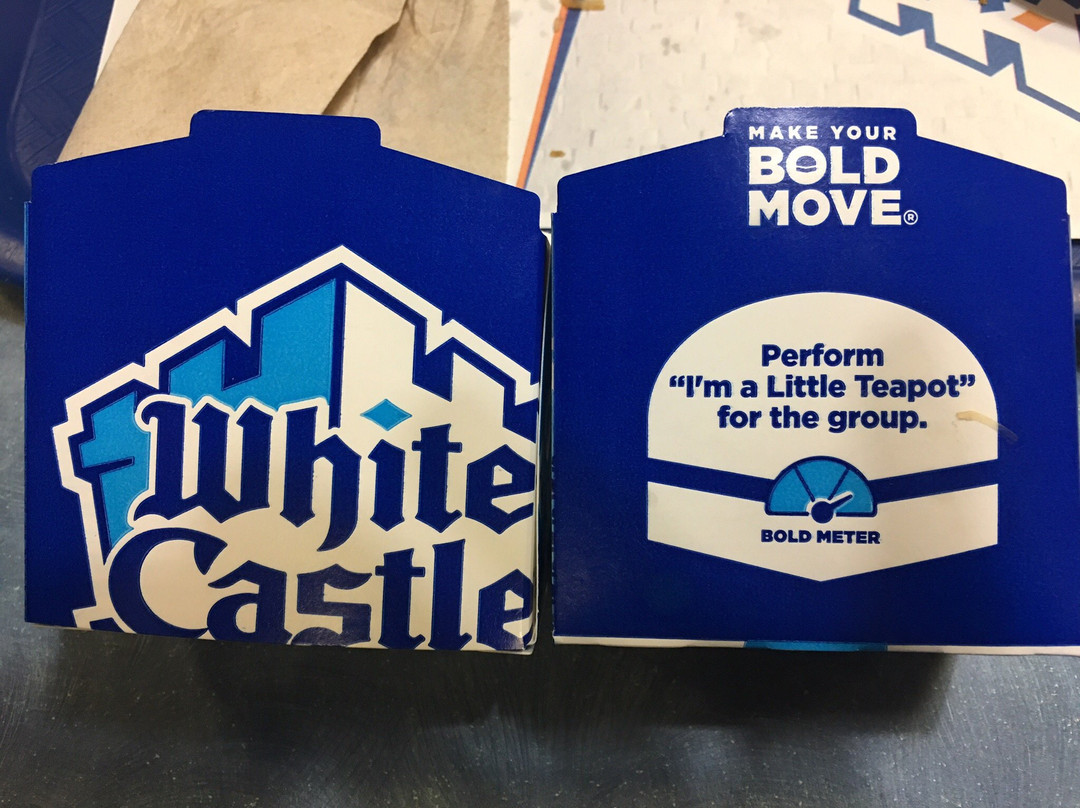 White
Castle
MAKE YOUR
BOLD
MOVE®
Perform
“I'm a Little Teapot”
for the group.
BOLD METER